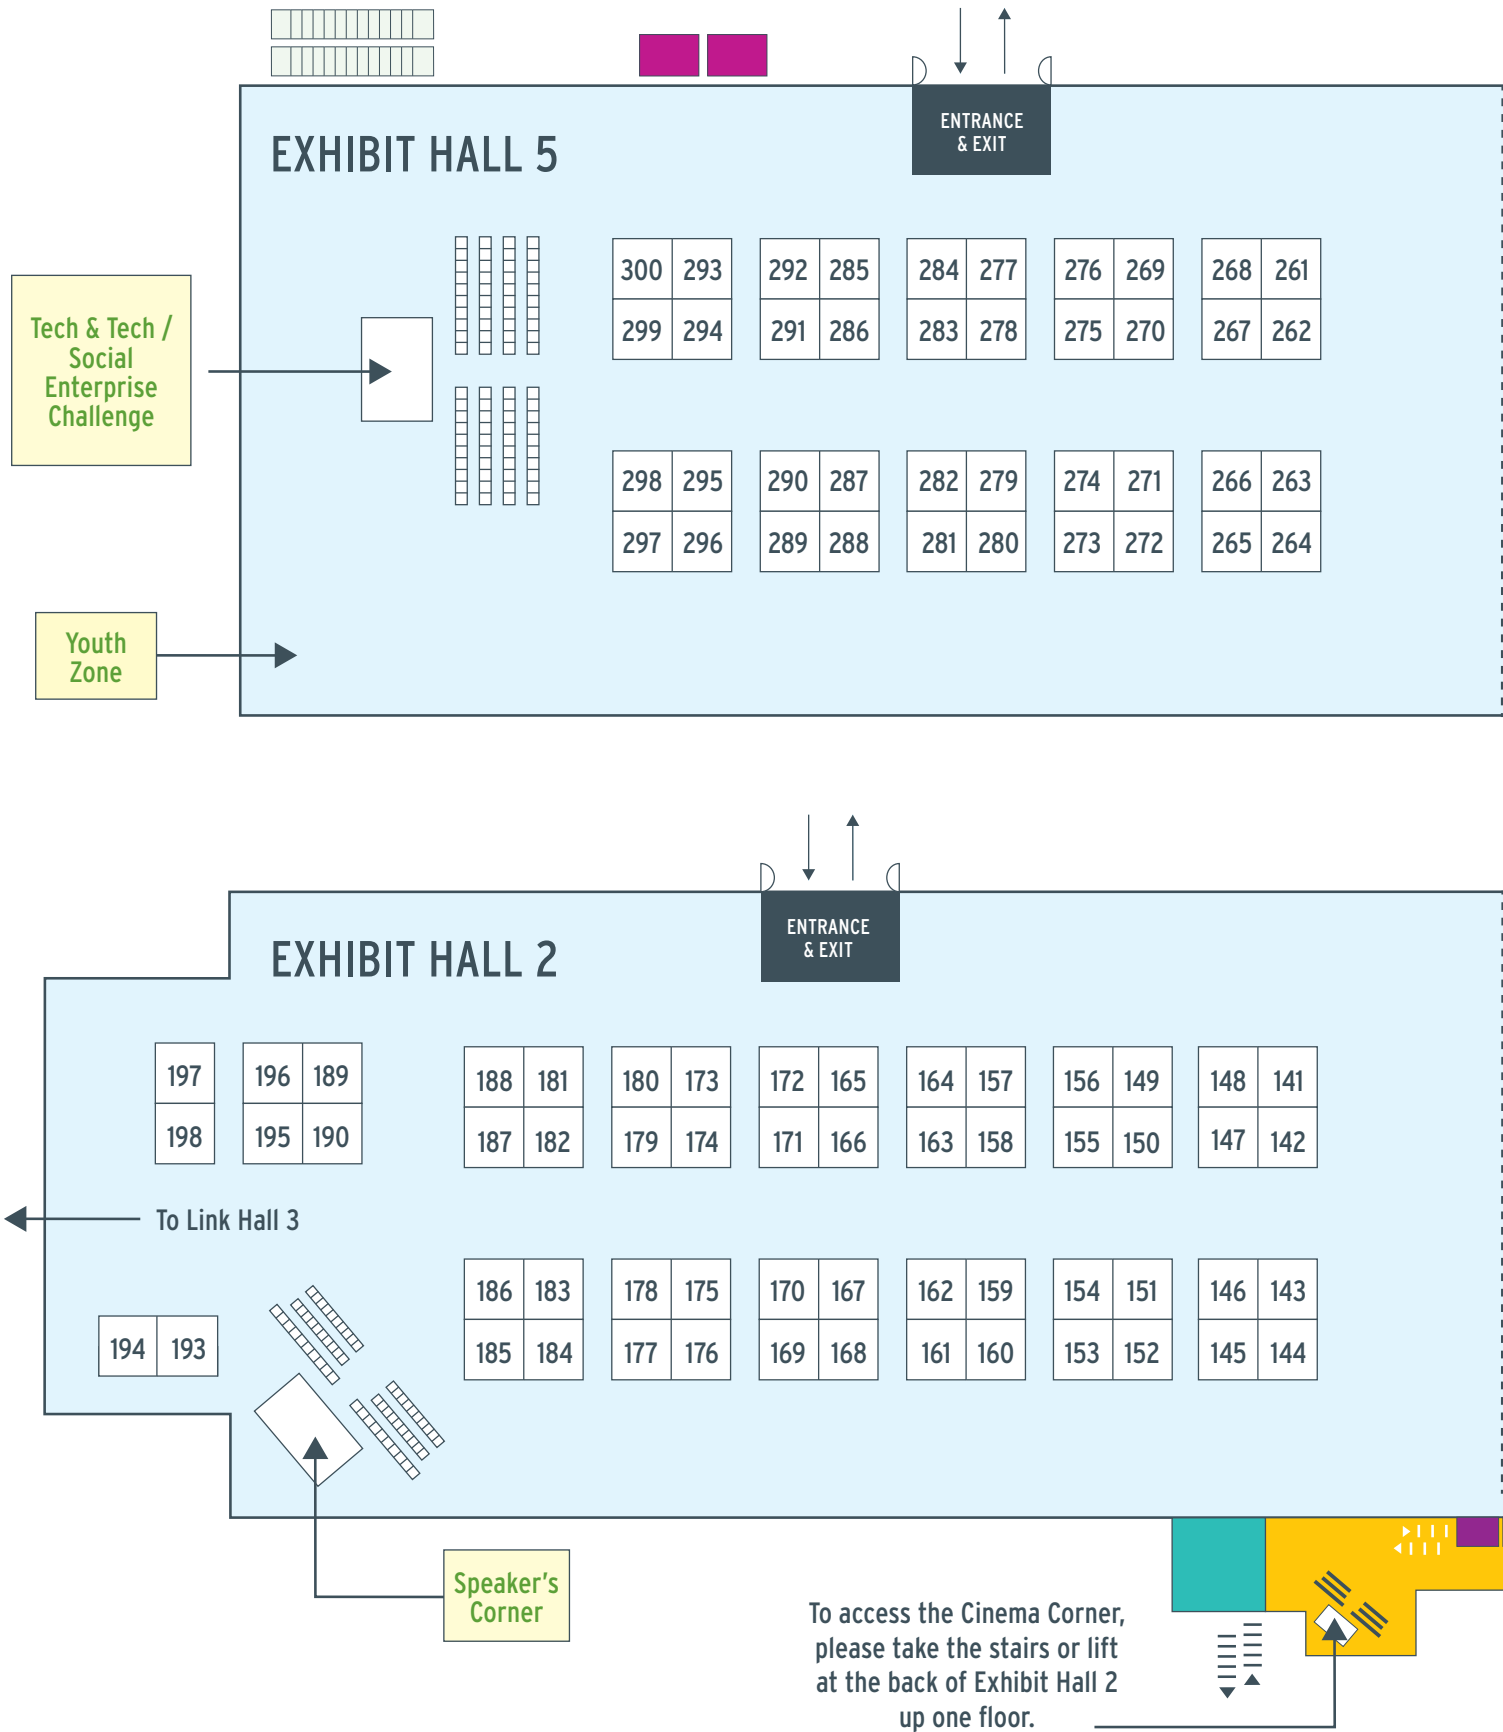 ENTRANCE
& EXIT
EXHIBIT HALL 5
300 293 292 285 284 277 276 269 268 261
299 294 291 286 283 278 275 270 267 262
Tech & Tech /
Social
Enterprise
Challenge
298 295 290 287 282 279 274 271 266 263
297 296 289 288 281 280 273 272 265 264
Youth
Zone
ENTRANCE
& EXIT
EXHIBIT HALL 2
197 196 189 188 181 180 173 172 165 164 157 156 149 148 141
198 195 190 187 182 179 174 171 166 163 158 155 150 147 142
To Link Hall 3
186 183 178 175 170 167 162 159 154 151 146 143
194 193 185 184 177 176 169 168 161 160 153 152 145 144
Speaker's
Corner
To access the Cinema Corner,
please take the stairs or lift
at the back of Exhibit Hall 2
up one floor.